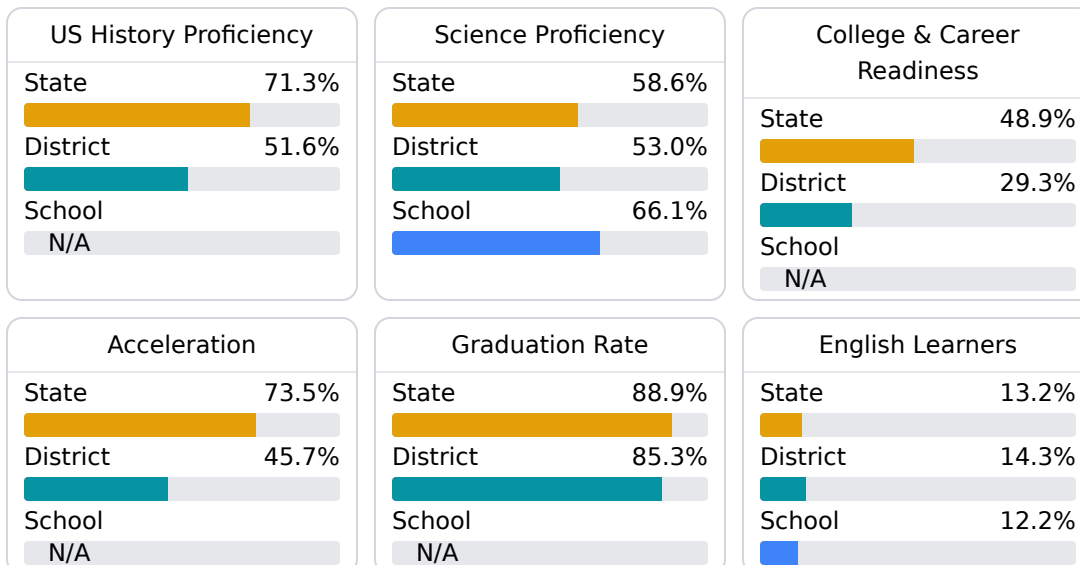 US History Proficiency
State 71.3%
District 51.6%
School
N/A
Science Proficiency
State 58.6%
District 53.0%
School 66.1%
College & Career
Readiness
State 48.9%
District 29.3%
School
N/A
Acceleration
State 73.5%
District 45.7%
School
N/A
Graduation Rate
State 88.9%
District 85.3%
School
N/A
English Learners
State 13.2%
District 14.3%
School 12.2%